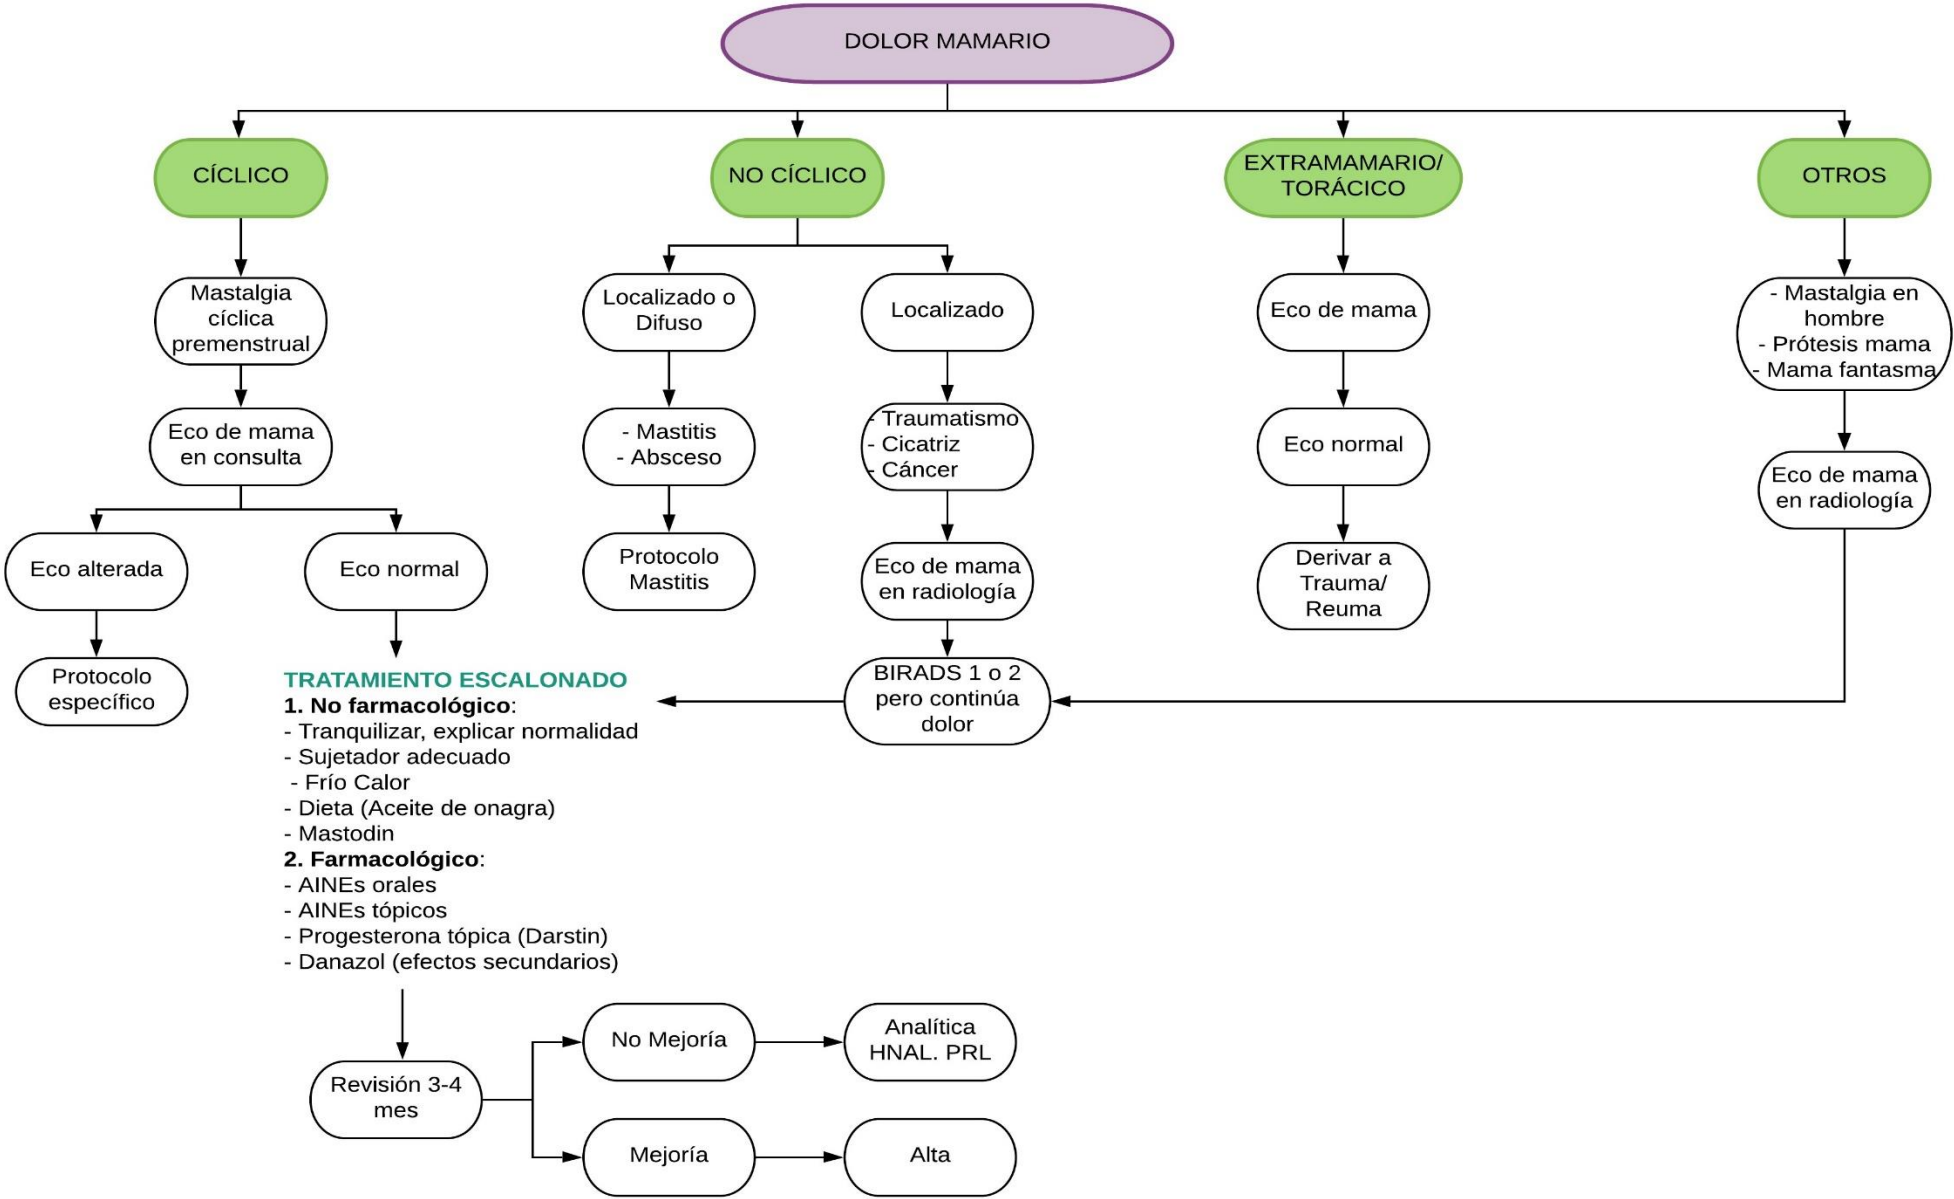 DOLOR MAMARIO
CÍCLICO
NO CÍCLICO
EXTRAMAMARIO/
TORÁCICO
OTROS
Mastalgia
cíclica
premenstrual
Localizado o
Difuso
Localizado
Eco de mama
- Mastalgia en
hombre
- Prótesis mama
- Mama fantasma
Eco de mama
en consulta
- Mastitis
- Absceso
- Traumatismo
- Cicatriz
- Cáncer
Eco normal
Eco de mama
en radiología
Eco alterada
Eco normal
Protocolo
Mastitis
Eco de mama
en radiología
Derivar a
Trauma/
Reuma
Protocolo
específico
BIRADS 1 o 2
pero continúa
dolor
TRATAMIENTO ESCALONADO
1. No farmacológico:
- Tranquilizar, explicar normalidad
- Sujetador adecuado
- Frío Calor
- Dieta (Aceite de onagra)
- Mastodin
2. Farmacológico:
- AINEs orales
- AINEs tópicos
- Progesterona tópica (Darstin)
- Danazol (efectos secundarios)
Revisión 3-4
mes
No Mejoría
Analítica
HNAL. PRL
Mejoría
Alta